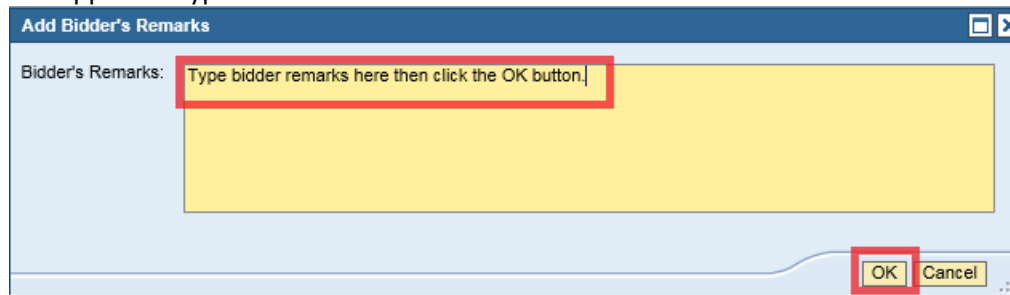 Add Bidder's Remarks
Bidder's Remarks: Type bidder remarks here then click the OK button.
OK Cancel